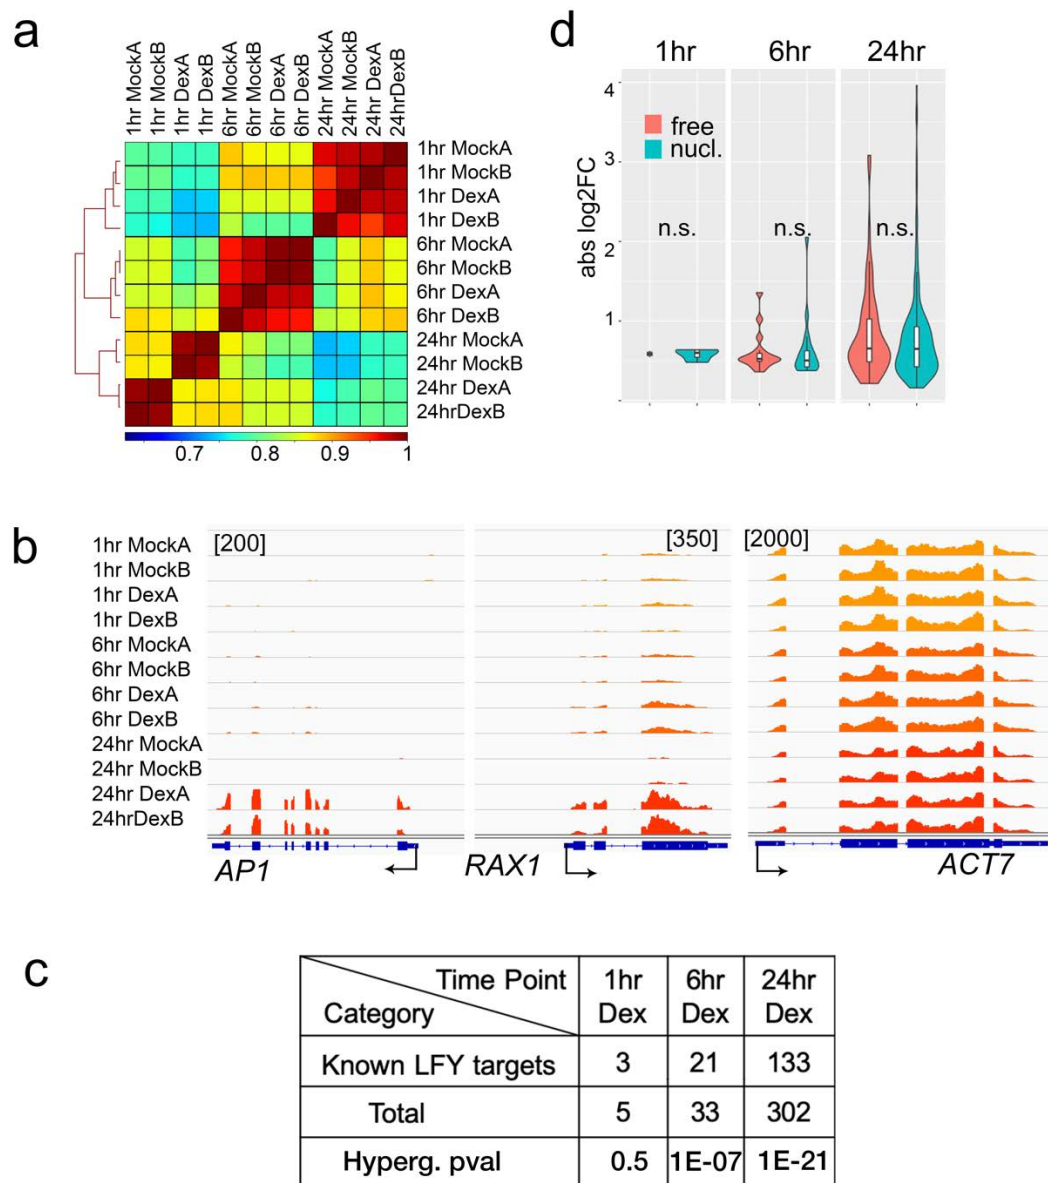 a
1hr MockA
1hr MockB
1hr DexA
1hr DexB
6hr MockA
6hr MockB
6hr DexA
6hr DexB
24hr MockA
24hr MockB
24hr DexA
24hrDexB
1hr MockA
1hr MockB
1hr DexA
1hr DexB
6hr MockA
6hr MockB
6hr DexA
6hr DexB
24hr MockA
24hr MockB
24hr DexA
24hrDexB
0.7 0.8 0.9 1
d
1hr 6hr 24hr
4
3
2
1
abs log2FC
free
nucl.
n.s. n.s. n.s.
b
[200] [350] [2000]
1hr MockA
1hr MockB
1hr DexA
1hr DexB
6hr MockA
6hr MockB
6hr DexA
6hr DexB
24hr MockA
24hr MockB
24hr DexA
24hrDexB
AP1 RAX1 ACT7
c
Time Point
Category
1hr Dex
6hr Dex
24hr Dex
Known LFY targets 3 21 133
Total 5 33 302
Hyperg. pval 0.5 1E-07 1E-21